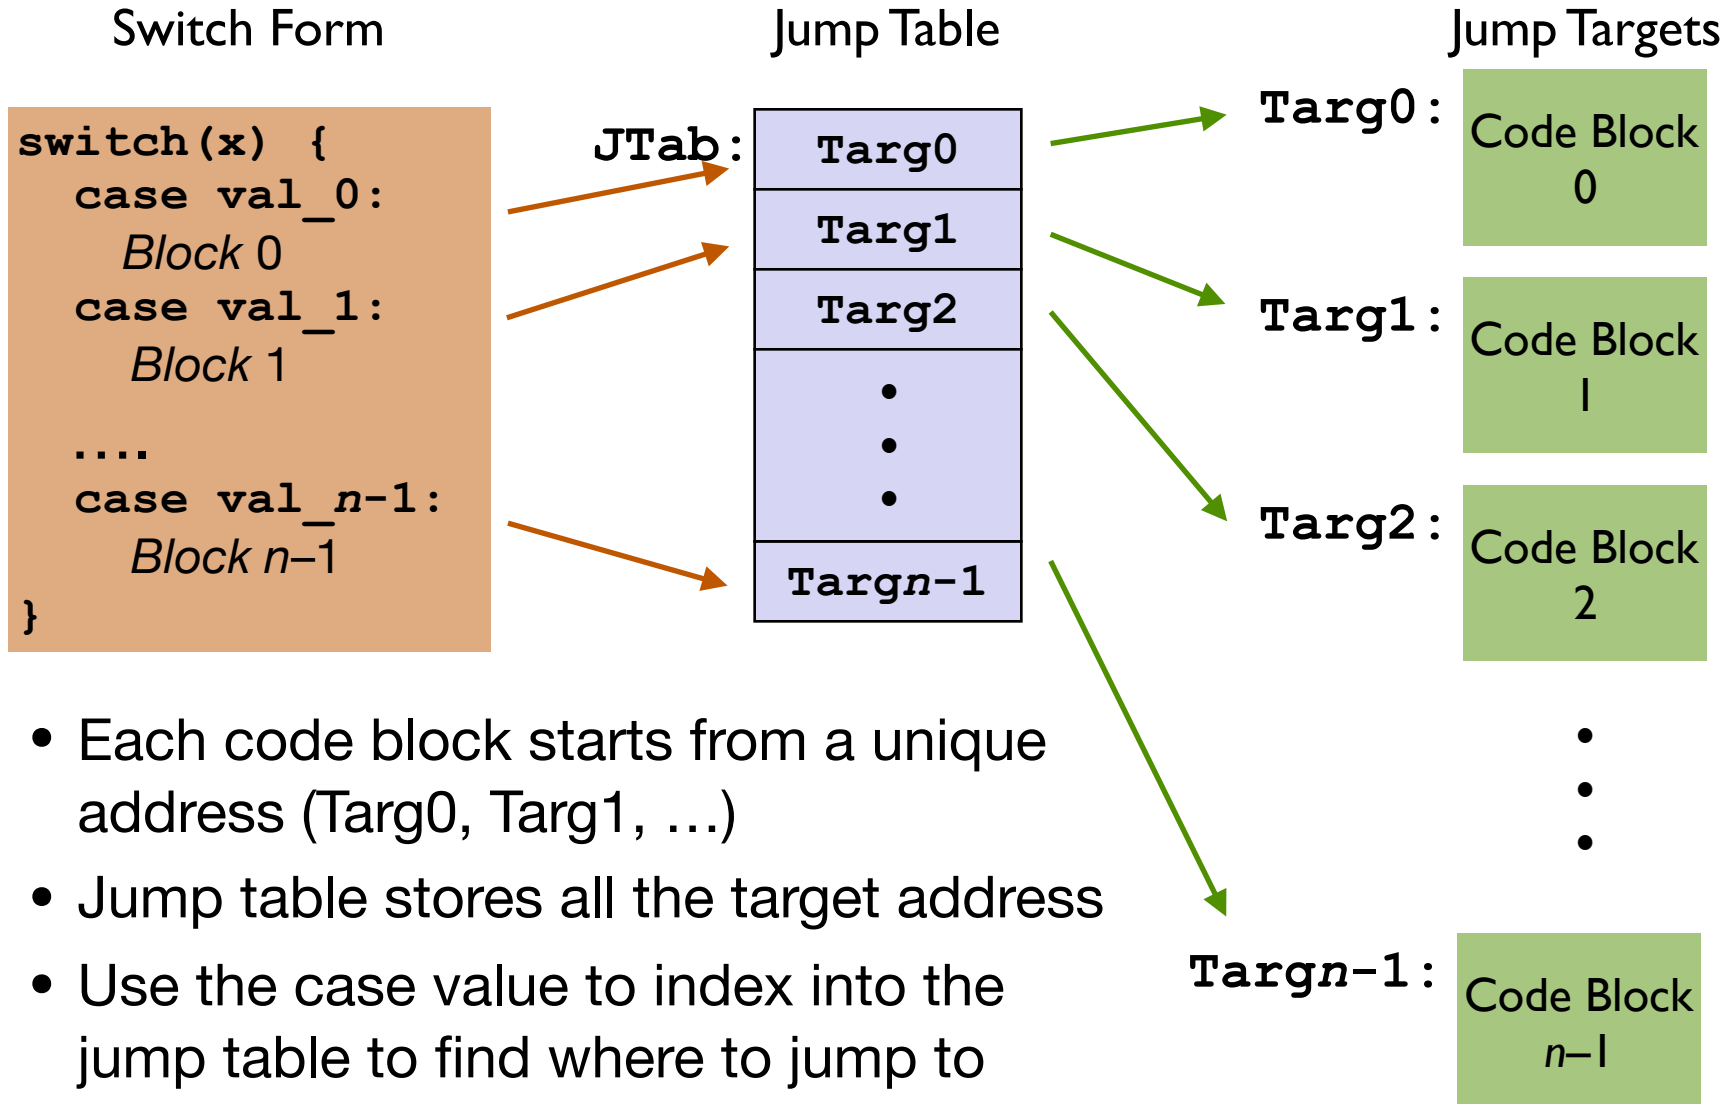 Switch Form
Jump Table
Jump Targets
switch(x) {
case val_0:
Block 0
case val_1:
Block 1
....
case val_n-1:
Block n–1
}
JTab:
Targ0
Targ1
Targ2
•
•
•
Targn-1
Targ0:
Code Block
0
Targ1:
Code Block
1
Targ2:
Code Block
2
•
•
•
Targn-1:
Code Block
n–1
• Each code block starts from a unique
address (Targ0, Targ1, …)
• Jump table stores all the target address
• Use the case value to index into the
jump table to find where to jump to